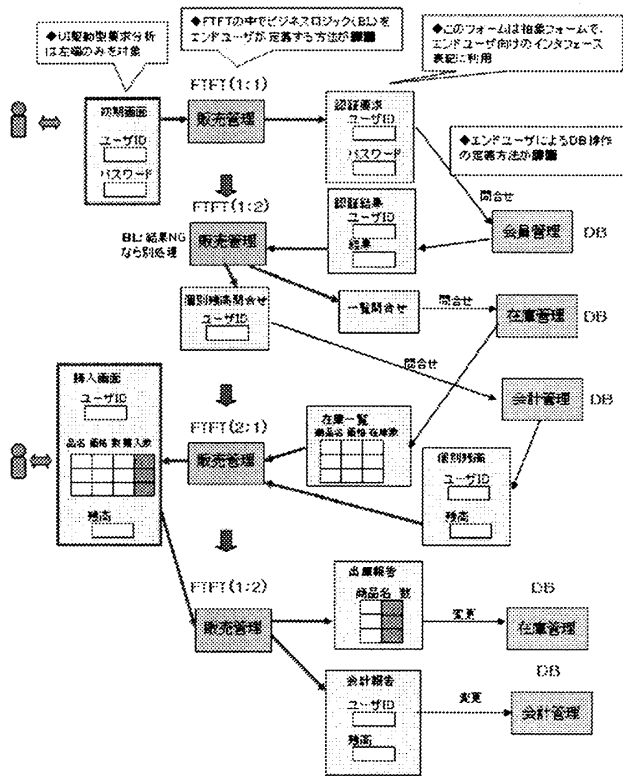 ◆UI駆動型要求分析
は左端のみを対象
◆FTFTの中でビジネスロジック(BL)を
エンドユーザが定義する方法が課題
◆このフォームは抽象フォームで、
エンドユーザ向けのインタフェース
表記に利用
FTFT(1:1)
初期画面
ユーザID
パスワード
販売管理
認証要求
ユーザID
パスワード
◆エンドユーザによるDB操作
の定義方法が課題
FTFT(1:2)
BL:結果NG
なら別処理
販売管理
認証結果
ユーザID
結果
問合せ
会員管理
DB
個別残高問合せ
ユーザID
一覧問合せ
問合せ
在庫管理
DB
問合せ
会計管理
DB
購入画面
ユーザID
品名 価格 数 購入数
残高
FTFT(2:1)
販売管理
在庫一覧
商品名 価格 在庫数
個別残高
ユーザID
残高
FTFT(1:2)
販売管理
出庫報告
商品名 数
変更
DB
在庫管理
会計報告
ユーザID
残高
変更
DB
会計管理